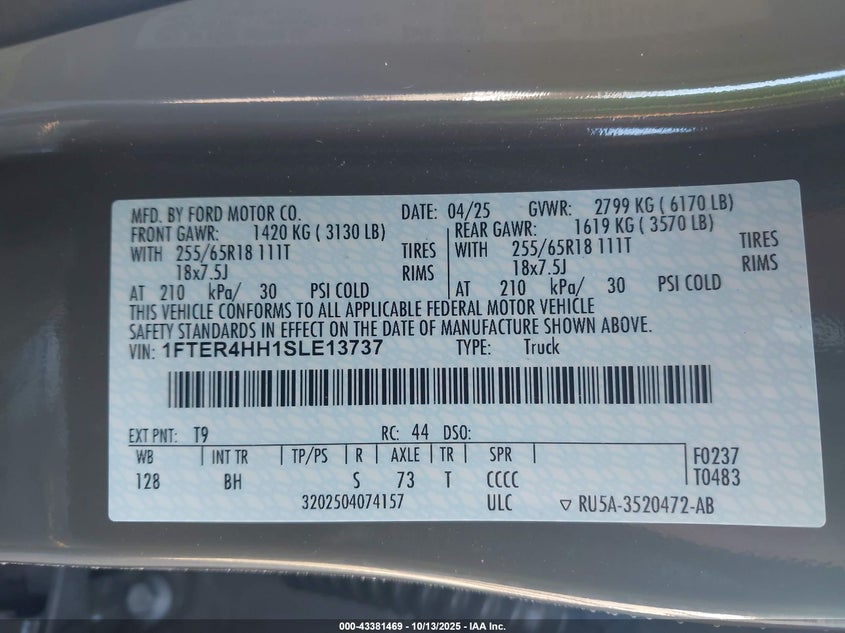 MFD. BY FORD MOTOR CO. DATE: 04/25 GVWR: 2799 KG ( 6170 LB)
FRONT GAWR: 1420 KG ( 3130 LB) REAR GAWR: 1619 KG ( 3570 LB)
WITH 255/65R18 111T TIRES WITH 255/65R18 111T TIRES
18x7.5J RIMS 18x7.5J RIMS
AT 210 kPa/ 30 PSI COLD AT 210 kPa/ 30 PSI COLD
THIS VEHICLE CONFORMS TO ALL APPLICABLE FEDERAL MOTOR VEHICLE
SAFETY STANDARDS IN EFFECT ON THE DATE OF MANUFACTURE SHOWN ABOVE.
VIN: 1FTER4HH1SLE13737 TYPE: Truck
EXT PNT: T9 RC: 44 DSO:
WB INT TR TP/PS R AXLE TR SPR F0237
128 BH S 73 T CCCC T0483
3202504074157 ULC ▽ RU5A-3520472-AB
000-43381469 - 10/13/2025 - IAA Inc.